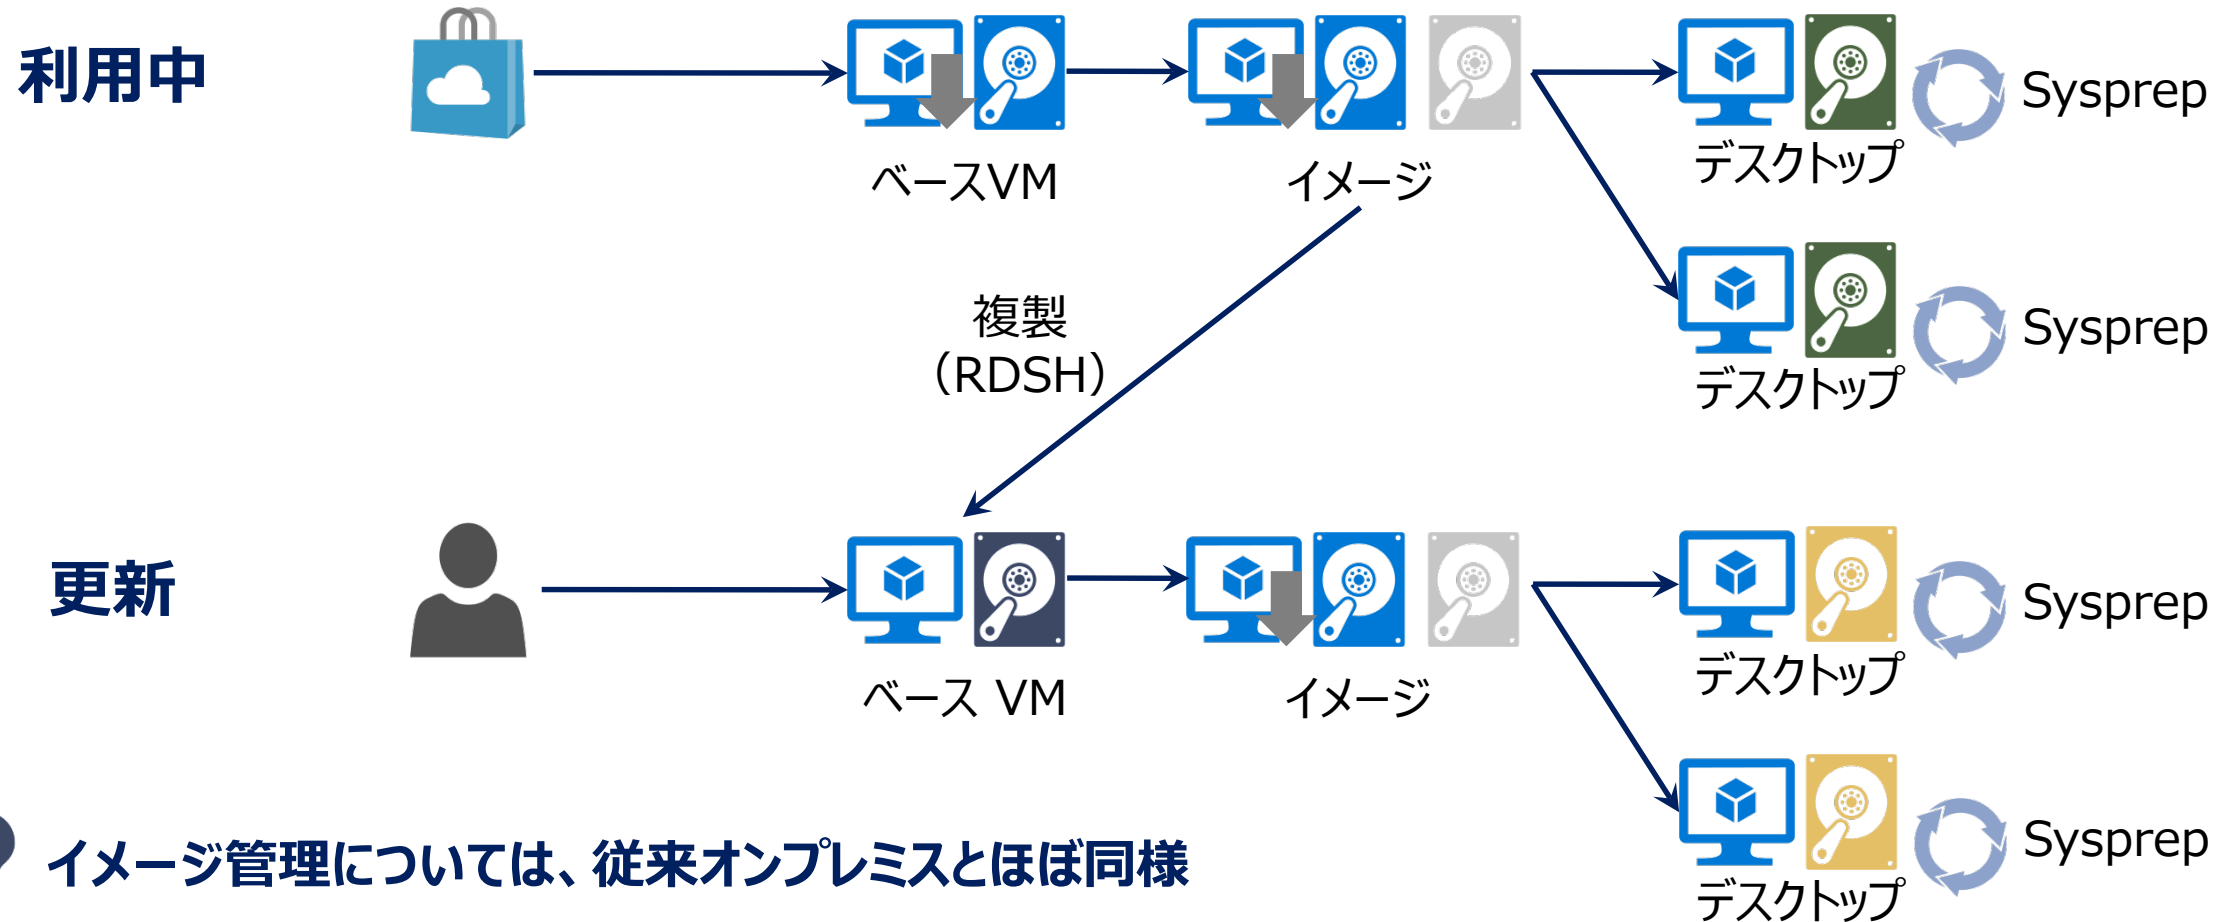 利用中
Sysprep
デスクトップ
ベースVM
イメージ
複製
（RDSH）
Sysprep
デスクトップ
更新
Sysprep
デスクトップ
ベース VM
イメージ
Sysprep
デスクトップ
イメージ管理については、従来オンプレミスとほぼ同様